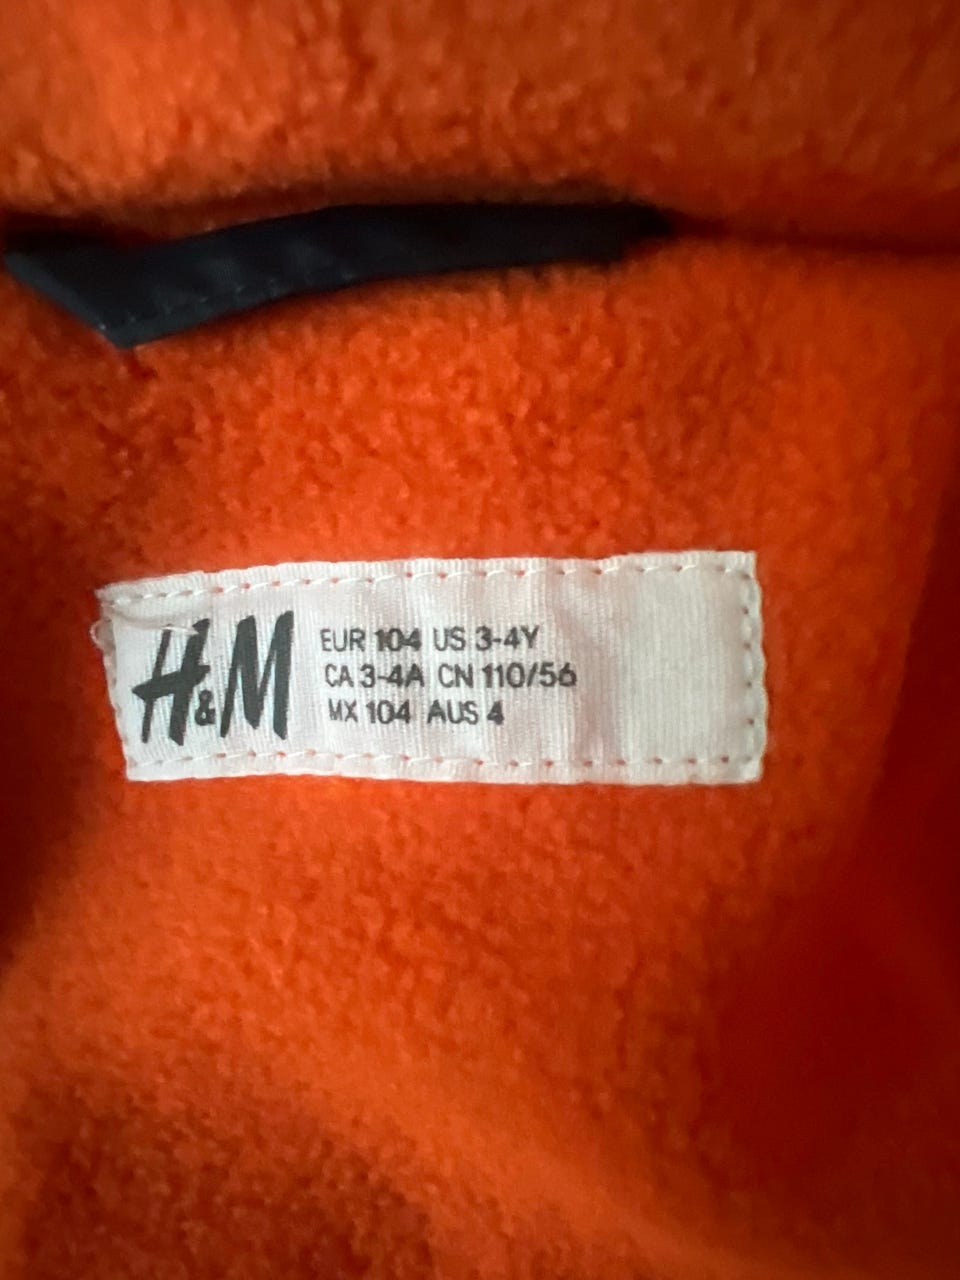 H&M
EUR 104 US 3-4Y
CA 3-4A CN 110/56
MX 104 AUS 4